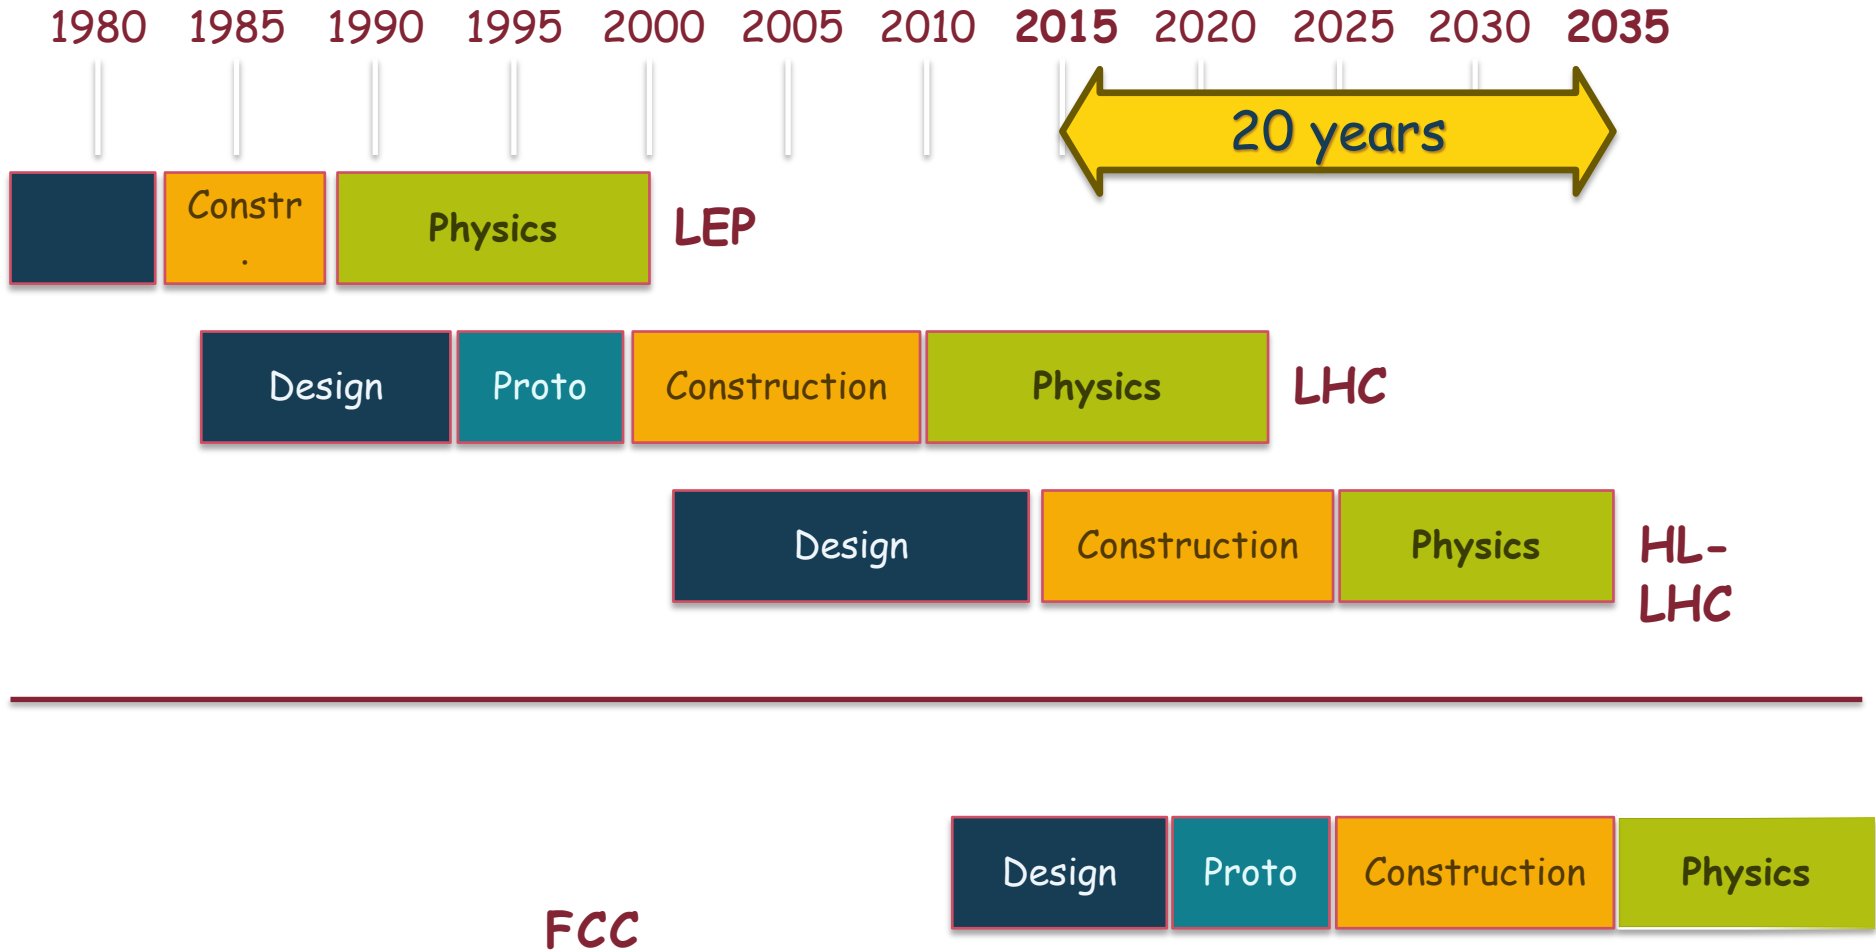 1980 1985 1990 1995 2000 2005 2010 2015 2020 2025 2030 2035
20 years
Constr
.
Physics
LEP
Design Proto Construction Physics LHC
Design Construction Physics HL-
LHC
Design Proto Construction Physics
FCC